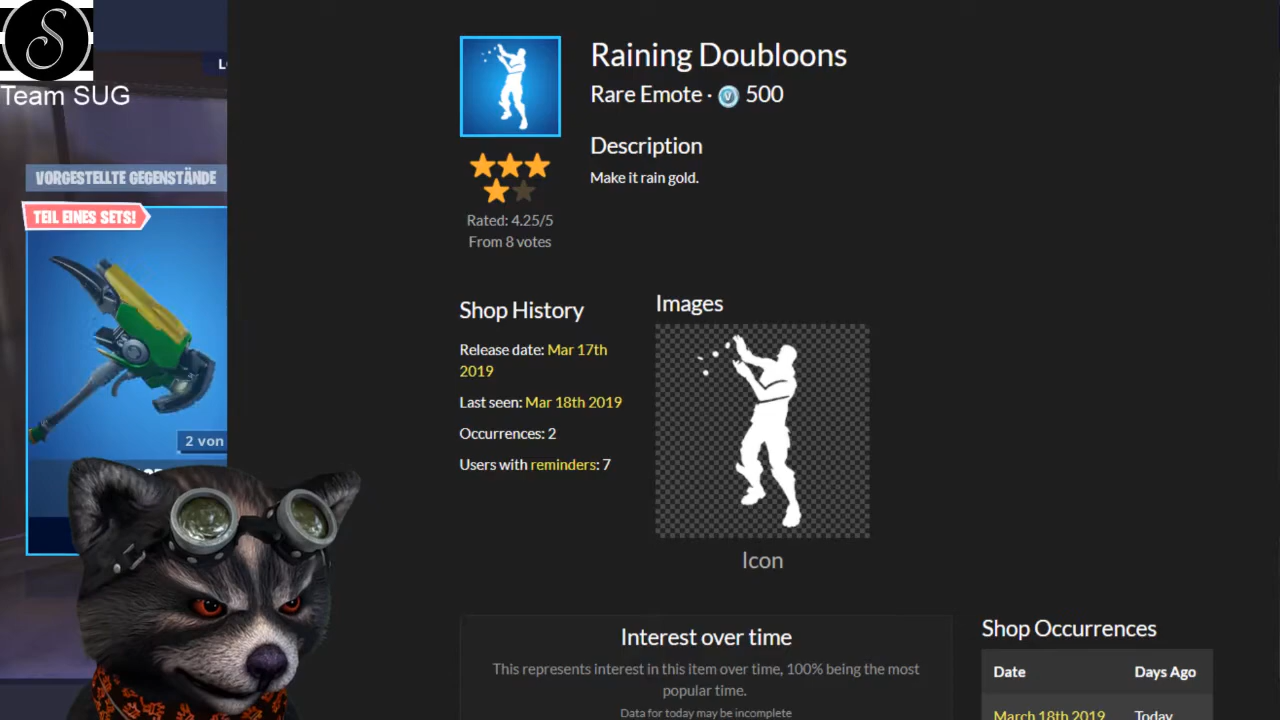 S
Team SUG
L
VORGESTELLTE GEGENSTÄNDE
TEIL EINES SETS!
2 von
Raining Doubloons
Rare Emote · V 500
Description
Make it rain gold.
Rated: 4.25/5
From 8 votes
Shop History
Release date: Mar 17th
2019
Last seen: Mar 18th 2019
Occurrences: 2
Users with reminders: 7
Images
Icon
Interest over time
This represents interest in this item over time, 100% being the most
popular time.
Data for today may be incomplete
Shop Occurrences
Date Days Ago
March 18th 2019 Today